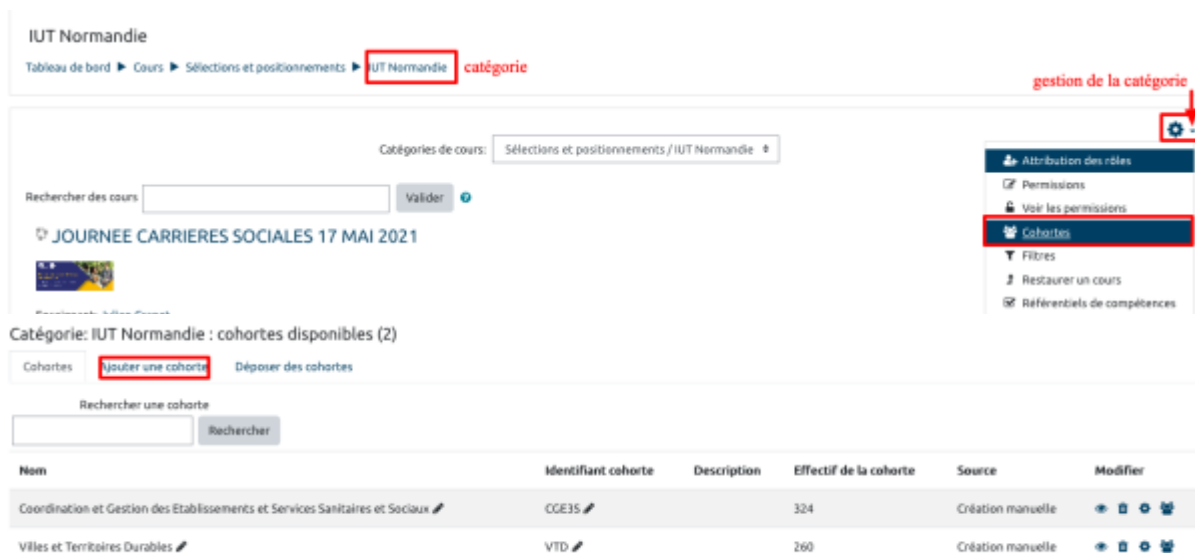 IUT Normandie
Tableau de bord ▶ Cours ▶ Sélections et positionnements ▶ IUT Normandie catégorie
gestion de la catégorie
Catégories de cours: Sélections et positionnements / IUT Normandie
Attribution des rôles
Rechercher des cours Valider
Permissions
Voir les permissions
JOURNEE CARRIERES SOCIALES 17 MAI 2021
Cohortes
Filtres
Restaurer un cours
Référentiels de compétences
Catégorie: IUT Normandie : cohortes disponibles (2)
Cohortes Ajouter une cohorte Déposer des cohortes
Rechercher une cohorte
Rechercher
Nom Identifiant cohorte Description Effectif de la cohorte Source Modifier
Coordination et Gestion des Etablissements et Services Sanitaires et Sociaux CGE3S 324 Création manuelle
Villes et Territoires Durables VTD 260 Création manuelle